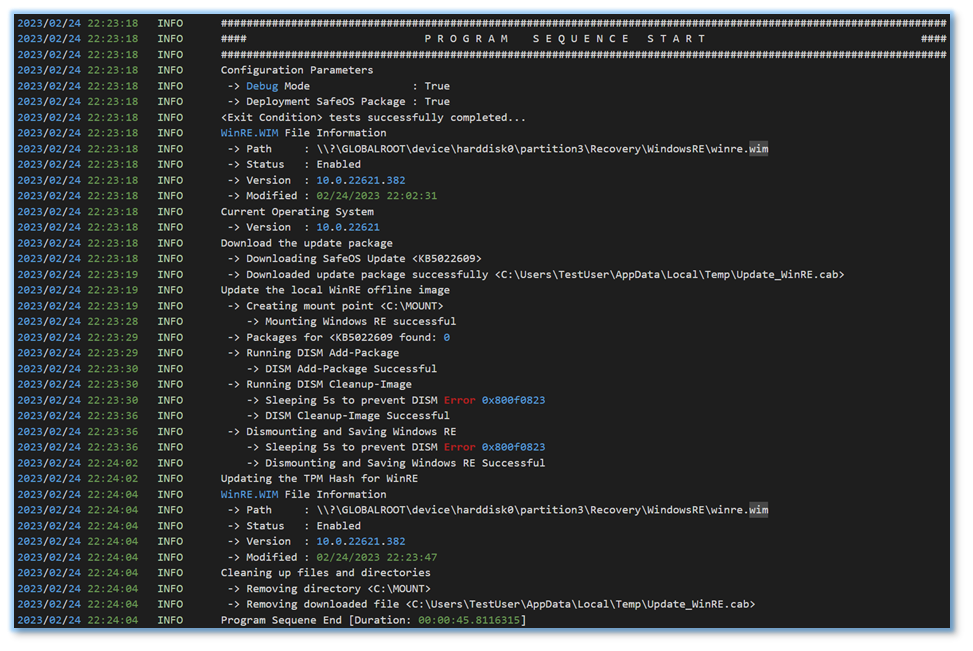 2023/02/24 22:23:18 INFO ##################################################################################################################
2023/02/24 22:23:18 INFO #### P R O G R A M S E Q U E N C E S T A R T ####
2023/02/24 22:23:18 INFO ##################################################################################################################
2023/02/24 22:23:18 INFO Configuration Parameters
2023/02/24 22:23:18 INFO -> Debug Mode : True
2023/02/24 22:23:18 INFO -> Deployment SafeOS Package : True
2023/02/24 22:23:18 INFO <Exit Condition> tests successfully completed...
2023/02/24 22:23:18 INFO WinRE.WIM File Information
2023/02/24 22:23:18 INFO -> Path : \\?\GLOBALROOT\device\harddisk0\partition3\Recovery\WindowsRE\winre.wim
2023/02/24 22:23:18 INFO -> Status : Enabled
2023/02/24 22:23:18 INFO -> Version : 10.0.22621.382
2023/02/24 22:23:18 INFO -> Modified : 02/24/2023 22:02:31
2023/02/24 22:23:18 INFO Current Operating System
2023/02/24 22:23:18 INFO -> Version : 10.0.22621
2023/02/24 22:23:18 INFO Download the update package
2023/02/24 22:23:18 INFO -> Downloading SafeOS Update <KB5022609>
2023/02/24 22:23:19 INFO -> Downloaded update package successfully <C:\Users\TestUser\AppData\Local\Temp\Update_WinRE.cab>
2023/02/24 22:23:19 INFO Update the local WinRE offline image
2023/02/24 22:23:19 INFO -> Creating mount point <C:\MOUNT>
2023/02/24 22:23:28 INFO -> Mounting Windows RE successful
2023/02/24 22:23:29 INFO -> Packages for <KB5022609 found: 0
2023/02/24 22:23:29 INFO -> Running DISM Add-Package
2023/02/24 22:23:30 INFO -> DISM Add-Package Successful
2023/02/24 22:23:30 INFO -> Running DISM Cleanup-Image
2023/02/24 22:23:30 INFO -> Sleeping 5s to prevent DISM Error 0x800f0823
2023/02/24 22:23:36 INFO -> DISM Cleanup-Image Successful
2023/02/24 22:23:36 INFO -> Dismounting and Saving Windows RE
2023/02/24 22:23:36 INFO -> Sleeping 5s to prevent DISM Error 0x800f0823
2023/02/24 22:24:02 INFO -> Dismounting and Saving Windows RE Successful
2023/02/24 22:24:02 INFO Updating the TPM Hash for WinRE
2023/02/24 22:24:04 INFO WinRE.WIM File Information
2023/02/24 22:24:04 INFO -> Path : \\?\GLOBALROOT\device\harddisk0\partition3\Recovery\WindowsRE\winre.wim
2023/02/24 22:24:04 INFO -> Status : Enabled
2023/02/24 22:24:04 INFO -> Version : 10.0.22621.382
2023/02/24 22:24:04 INFO -> Modified : 02/24/2023 22:23:47
2023/02/24 22:24:04 INFO Cleaning up files and directories
2023/02/24 22:24:04 INFO -> Removing directory <C:\MOUNT>
2023/02/24 22:24:04 INFO -> Removing downloaded file <C:\Users\TestUser\AppData\Local\Temp\Update_WinRE.cab>
2023/02/24 22:24:04 INFO Program Sequene End [Duration: 00:00:45.8116315]